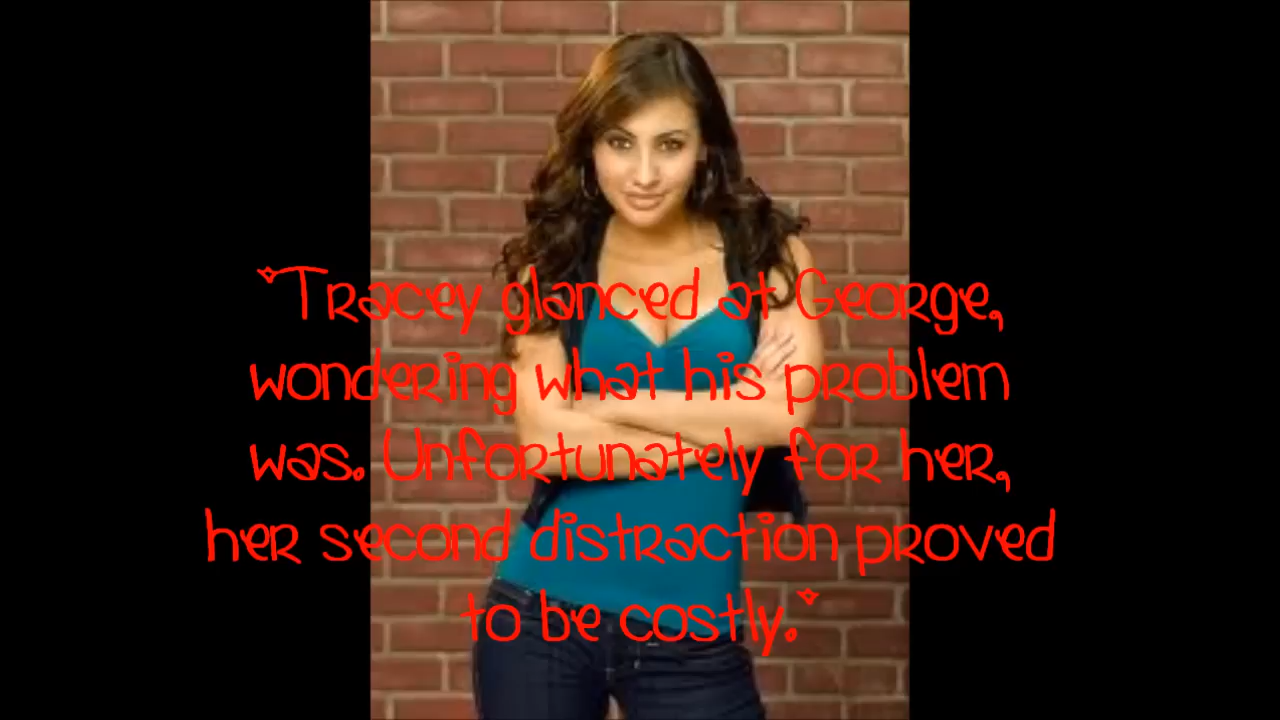 "Tracey glanced at George,
wondering what his problem
was. Unfortunately for her,
her second distraction proved
to be costly."